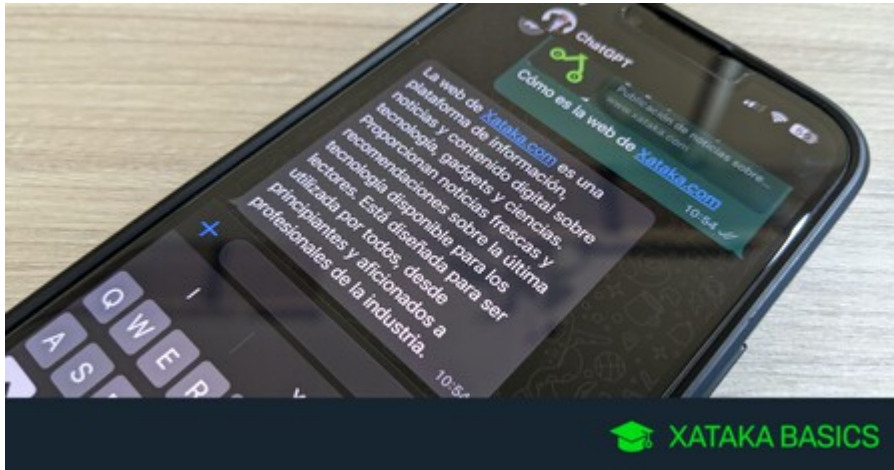 ChatGPT
Publicación de noticias sobre...
www.xataka.com
Cómo es la web de Xataka.com
10:54
La web de Xataka.com es una
plataforma de información,
noticias y contenido digital sobre
tecnología, gadgets y ciencias.
Proporcionan noticias frescas y
recomendaciones sobre la última
tecnología disponible para los
lectores. Está diseñada para ser
utilizada por todos, desde
principiantes y aficionados a
profesionales de la industria.
10:54
I
Q W E R
A S
XATAKA BASICS